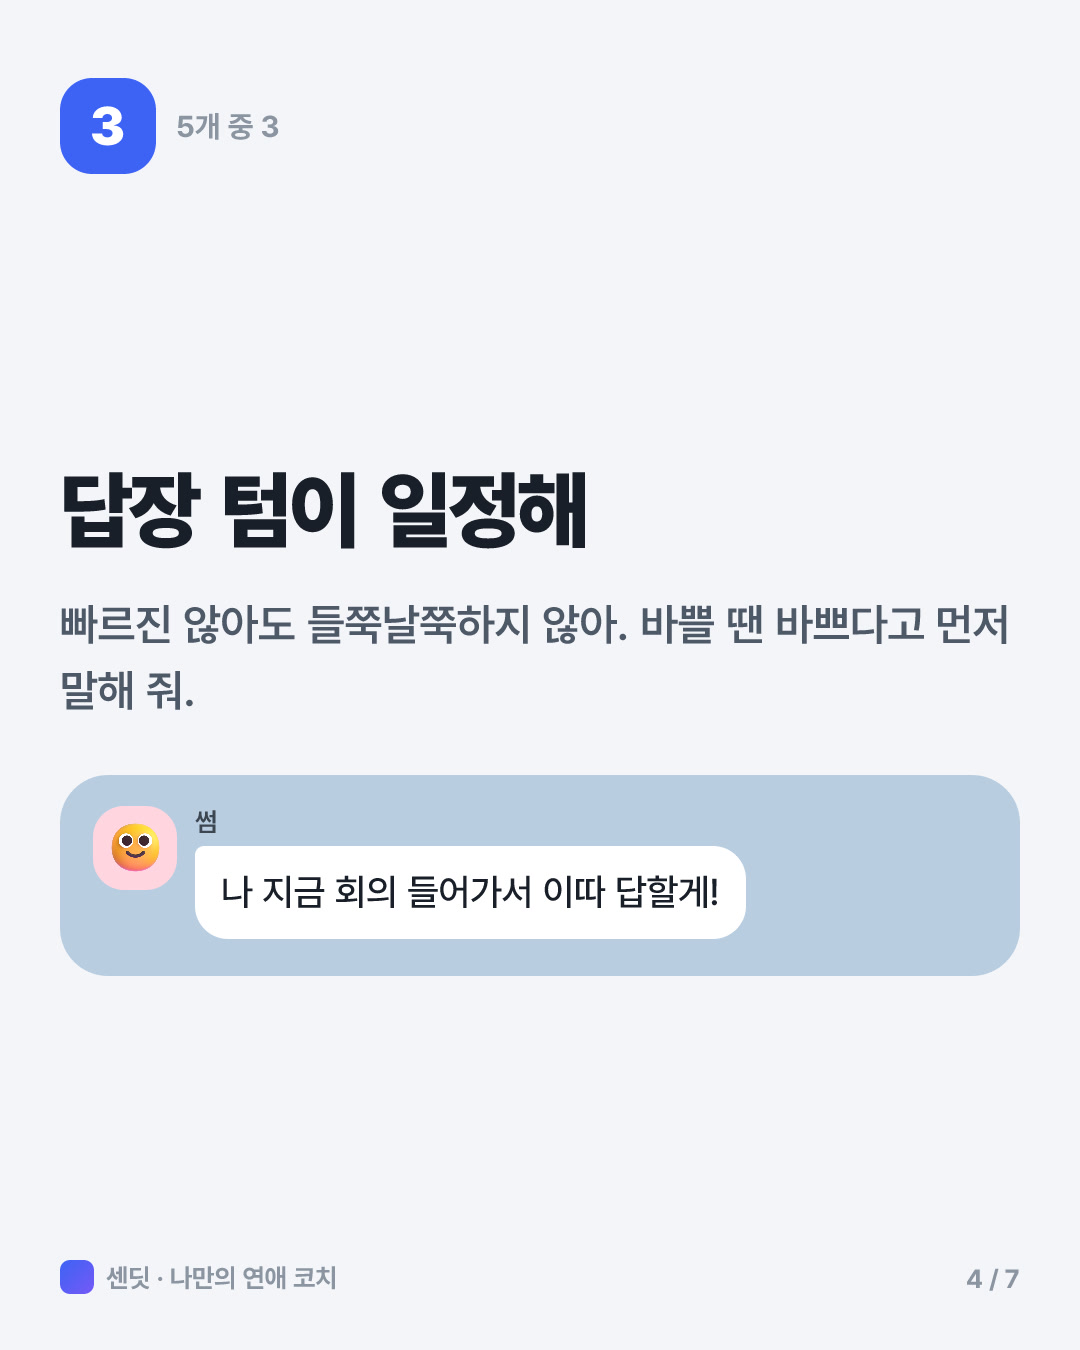 3
5개 중 3
답장 텀이 일정해
빠르진 않아도 들쭉날쭉하지 않아. 바쁠 땐 바쁘다고 먼저
말해 줘.
썸
나 지금 회의 들어가서 이따 답할게!
센딧 · 나만의 연애 코치
4 / 7